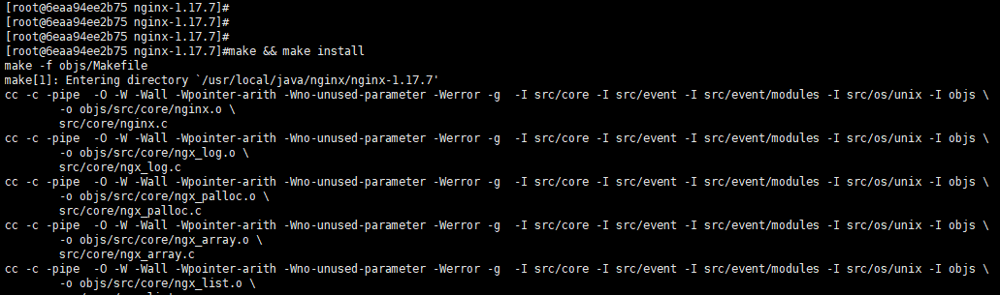 [root@6eaa94ee2b75 nginx-1.17.7]#
[root@6eaa94ee2b75 nginx-1.17.7]#
[root@6eaa94ee2b75 nginx-1.17.7]#
[root@6eaa94ee2b75 nginx-1.17.7]#make && make install
make -f objs/Makefile
make[1]: Entering directory `/usr/local/java/nginx/nginx-1.17.7'
cc -c -pipe  -O -W -Wall -Wpointer-arith -Wno-unused-parameter -Werror -g  -I src/core -I src/event -I src/event/modules -I src/os/unix -I objs \
        -o objs/src/core/nginx.o \
        src/core/nginx.c
cc -c -pipe  -O -W -Wall -Wpointer-arith -Wno-unused-parameter -Werror -g  -I src/core -I src/event -I src/event/modules -I src/os/unix -I objs \
        -o objs/src/core/ngx_log.o \
        src/core/ngx_log.c
cc -c -pipe  -O -W -Wall -Wpointer-arith -Wno-unused-parameter -Werror -g  -I src/core -I src/event -I src/event/modules -I src/os/unix -I objs \
        -o objs/src/core/ngx_palloc.o \
        src/core/ngx_palloc.c
cc -c -pipe  -O -W -Wall -Wpointer-arith -Wno-unused-parameter -Werror -g  -I src/core -I src/event -I src/event/modules -I src/os/unix -I objs \
        -o objs/src/core/ngx_array.o \
        src/core/ngx_array.c
cc -c -pipe  -O -W -Wall -Wpointer-arith -Wno-unused-parameter -Werror -g  -I src/core -I src/event -I src/event/modules -I src/os/unix -I objs \
        -o objs/src/core/ngx_list.o \